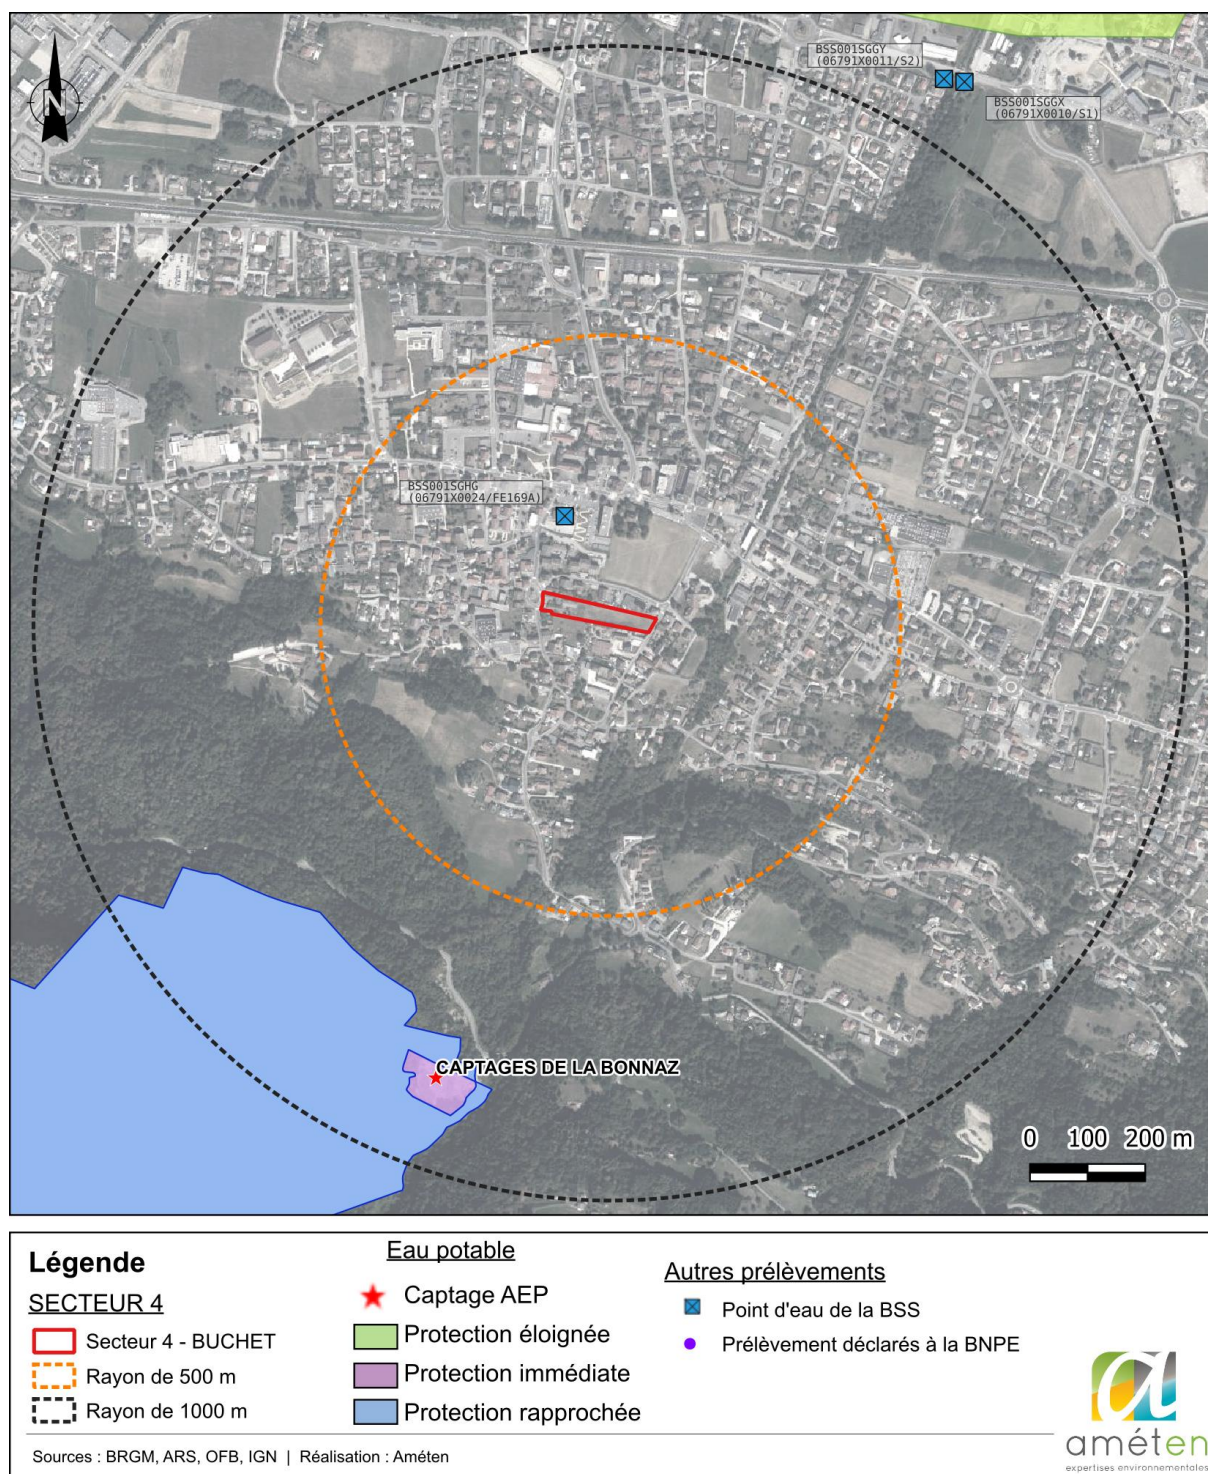 N
BSS001SGGY
(06791X0011/S2)
BSS001SGGX
(06791X0010/S1)
BSS001SGHG
(06791X0024/FE169A)
CAPTAGES DE LA BONNAZ
0 100 200 m
Légende
SECTEUR 4
Secteur 4 - BUCHET
Rayon de 500 m
Rayon de 1000 m
Eau potable
Captage AEP
Protection éloignée
Protection immédiate
Protection rapprochée
Autres prélèvements
Point d'eau de la BSS
Prélèvement déclarés à la BNPE
Sources : BRGM, ARS, OFB, IGN | Réalisation : Améten
a
améten
expertises environnementales